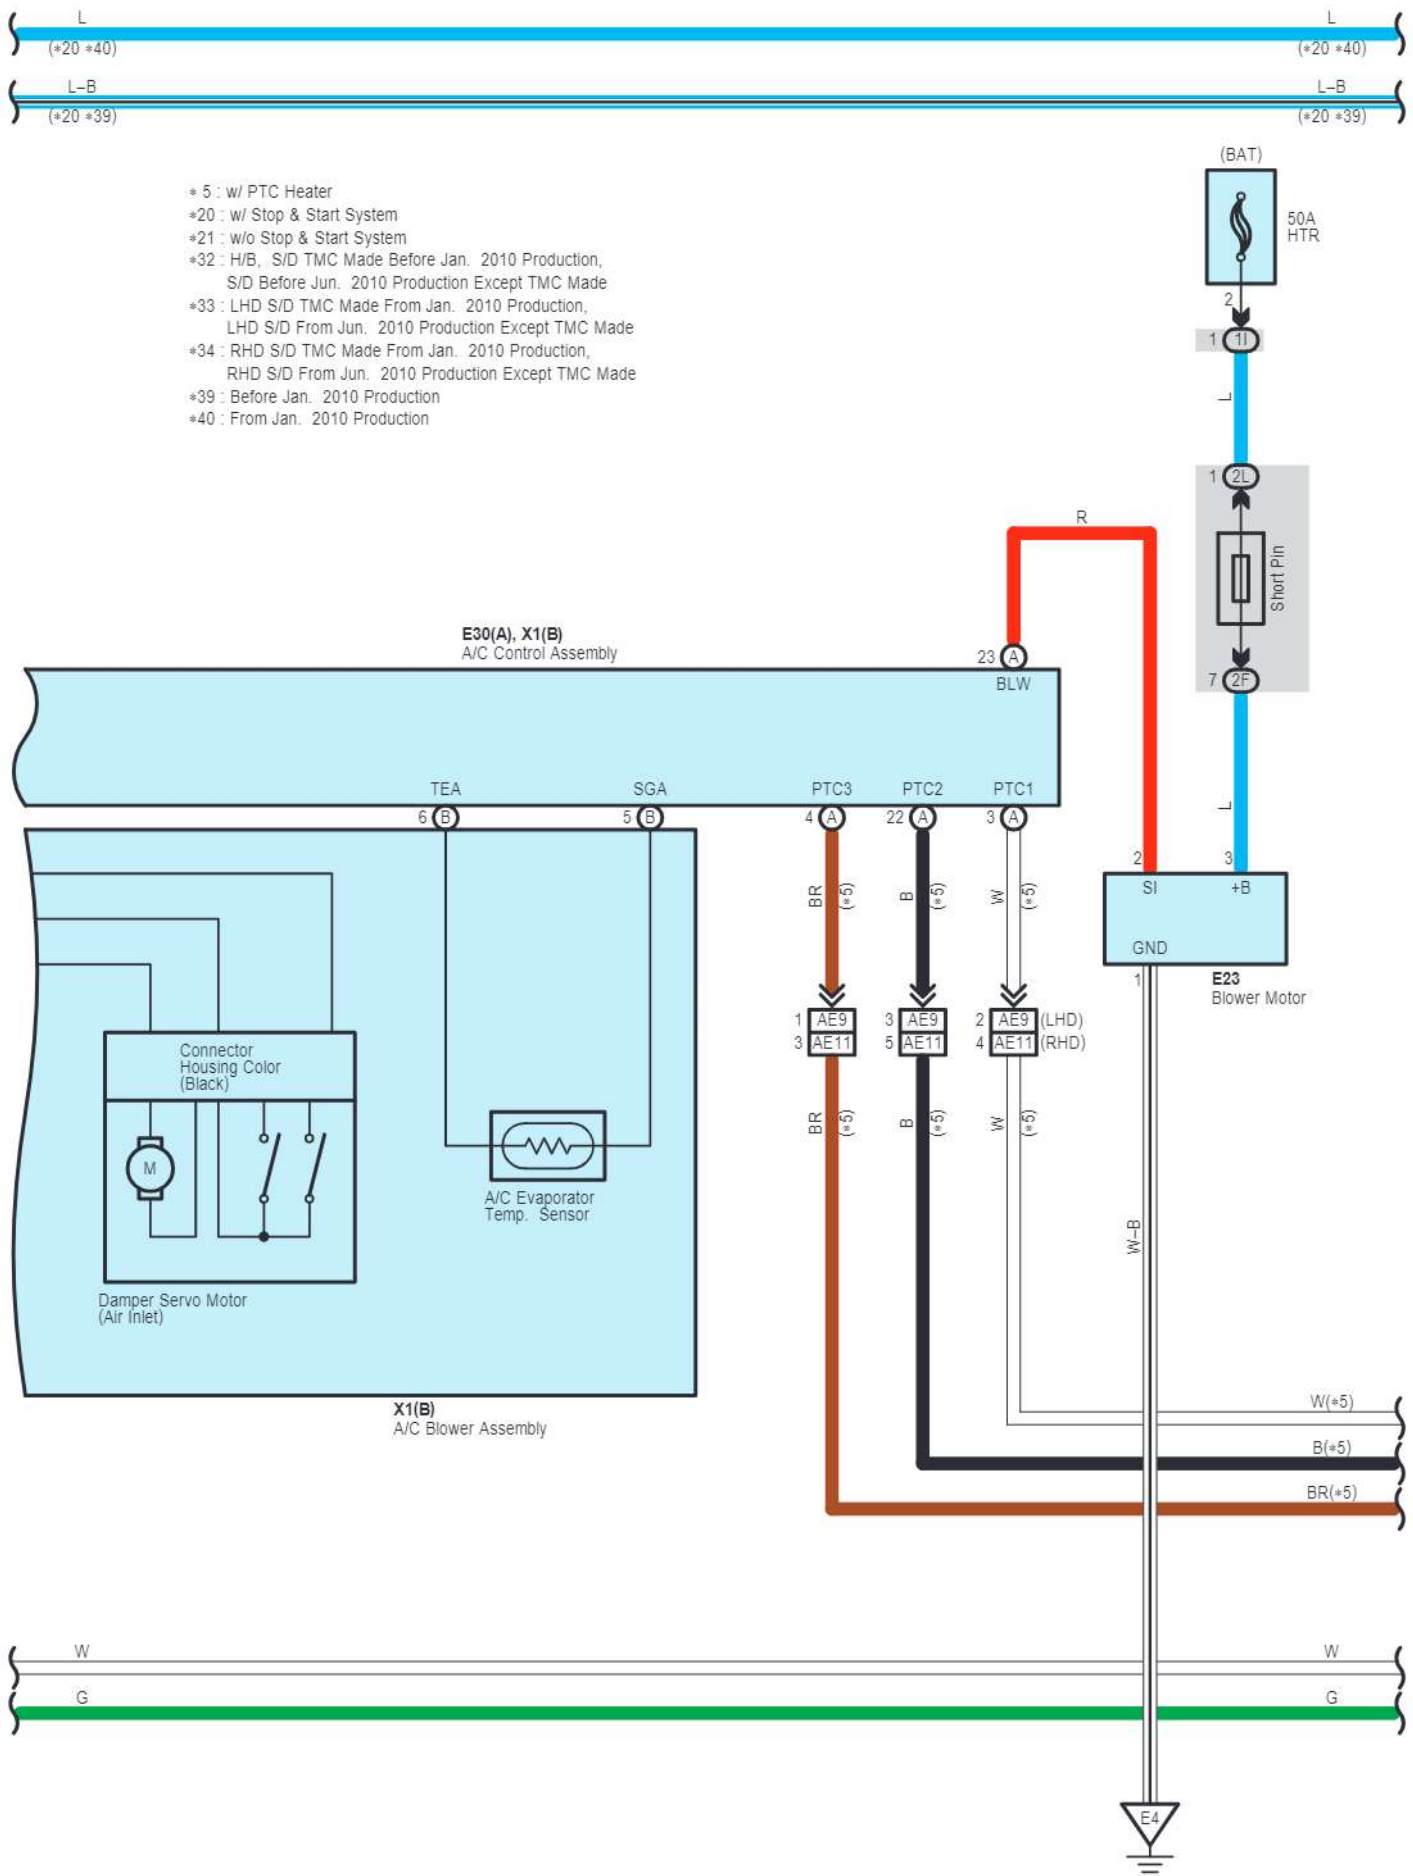 L
L
(*20 *40)
(*20 *40)
L–B
L–B
(*20 *39)
(*20 *39)
(BAT)
* 5 : w/ PTC Heater
*20 : w/ Stop & Start System
*21 : w/o Stop & Start System
*32 : H/B, S/D TMC Made Before Jan. 2010 Production,
S/D Before Jun. 2010 Production Except TMC Made
*33 : LHD S/D TMC Made From Jan. 2010 Production,
LHD S/D From Jun. 2010 Production Except TMC Made
*34 : RHD S/D TMC Made From Jan. 2010 Production,
RHD S/D From Jun. 2010 Production Except TMC Made
*39 : Before Jan. 2010 Production
*40 : From Jan. 2010 Production
50A
HTR
2
1 1I
L
1 2L
Short Pin
7 2F
L
R
E30(A), X1(B)
A/C Control Assembly
23 A
BLW
TEA
SGA
PTC3
PTC2
PTC1
6 B
5 B
4 A
22 A
3 A
2
3
SI
+B
GND
1
E23
Blower Motor
BR
(*5)
B
(*5)
W
(*5)
1 AE9
3 AE9
2 AE9 (LHD)
3 AE11
5 AE11
4 AE11 (RHD)
BR
(*5)
B
(*5)
W
(*5)
Connector
Housing Color
(Black)
M
A/C Evaporator
Temp. Sensor
W–B
Damper Servo Motor
(Air Inlet)
X1(B)
A/C Blower Assembly
W(*5)
B(*5)
BR(*5)
W
W
G
G
E4